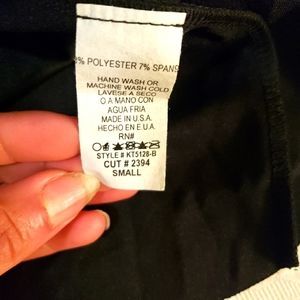 % POLYESTER 7% SPANS
HAND WASH OR
MACHINE WASH COLD
LAVESE A SECO
O A MANO CON
AGUA FRIA
MADE IN U.S.A.
HECHO EN E.U.A.
RN#
STYLE # KT5128-B
CUT # 2394
SMALL